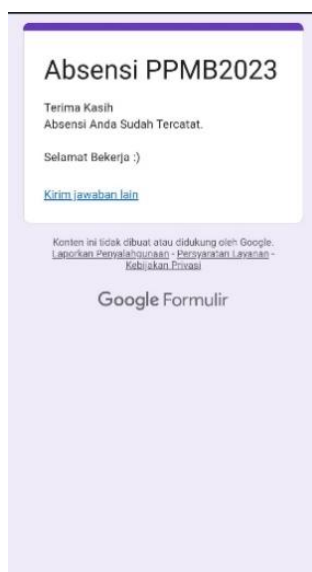 Absensi PPMB2023
Terima Kasih
Absensi Anda Sudah Tercatat.
Selamat Bekerja :)
Kirim jawaban lain
Konten ini tidak dibuat atau didukung oleh Google.
Laporkan Penyalahgunaan - Persyaratan Layanan -
Kebijakan Privasi
Google Formulir